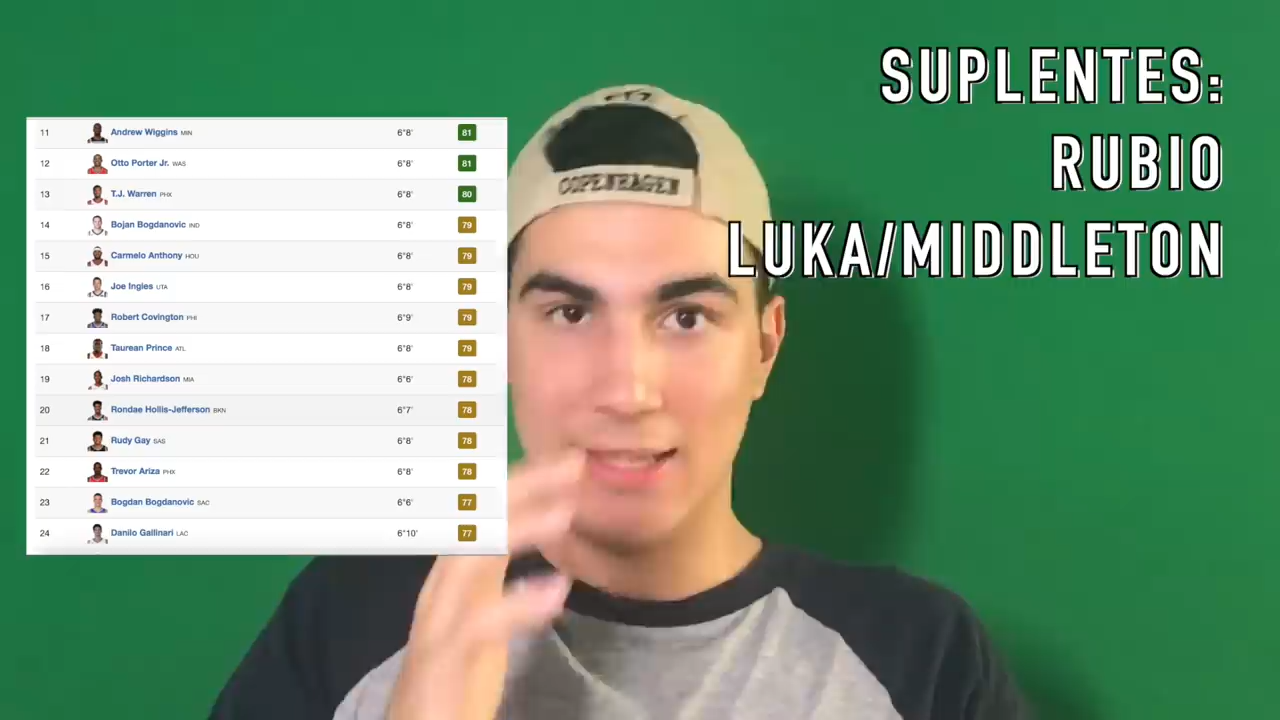 SUPLENTES:
RUBIO
LUKA/MIDDLETON
COPENHAGEN
11 Andrew Wiggins MIN 6"8' 81
12 Otto Porter Jr. WAS 6"8' 81
13 T.J. Warren PHX 6"8' 80
14 Bojan Bogdanovic IND 6"8' 79
15 Carmelo Anthony HOU 6"8' 79
16 Joe Ingles UTA 6"8' 79
17 Robert Covington PHI 6"9' 79
18 Taurean Prince ATL 6"8' 79
19 Josh Richardson MIA 6"6' 78
20 Rondae Hollis-Jefferson BKN 6"7' 78
21 Rudy Gay SAS 6"8' 78
22 Trevor Ariza PHX 6"8' 78
23 Bogdan Bogdanovic SAC 6"6' 77
24 Danilo Gallinari LAC 6"10' 77